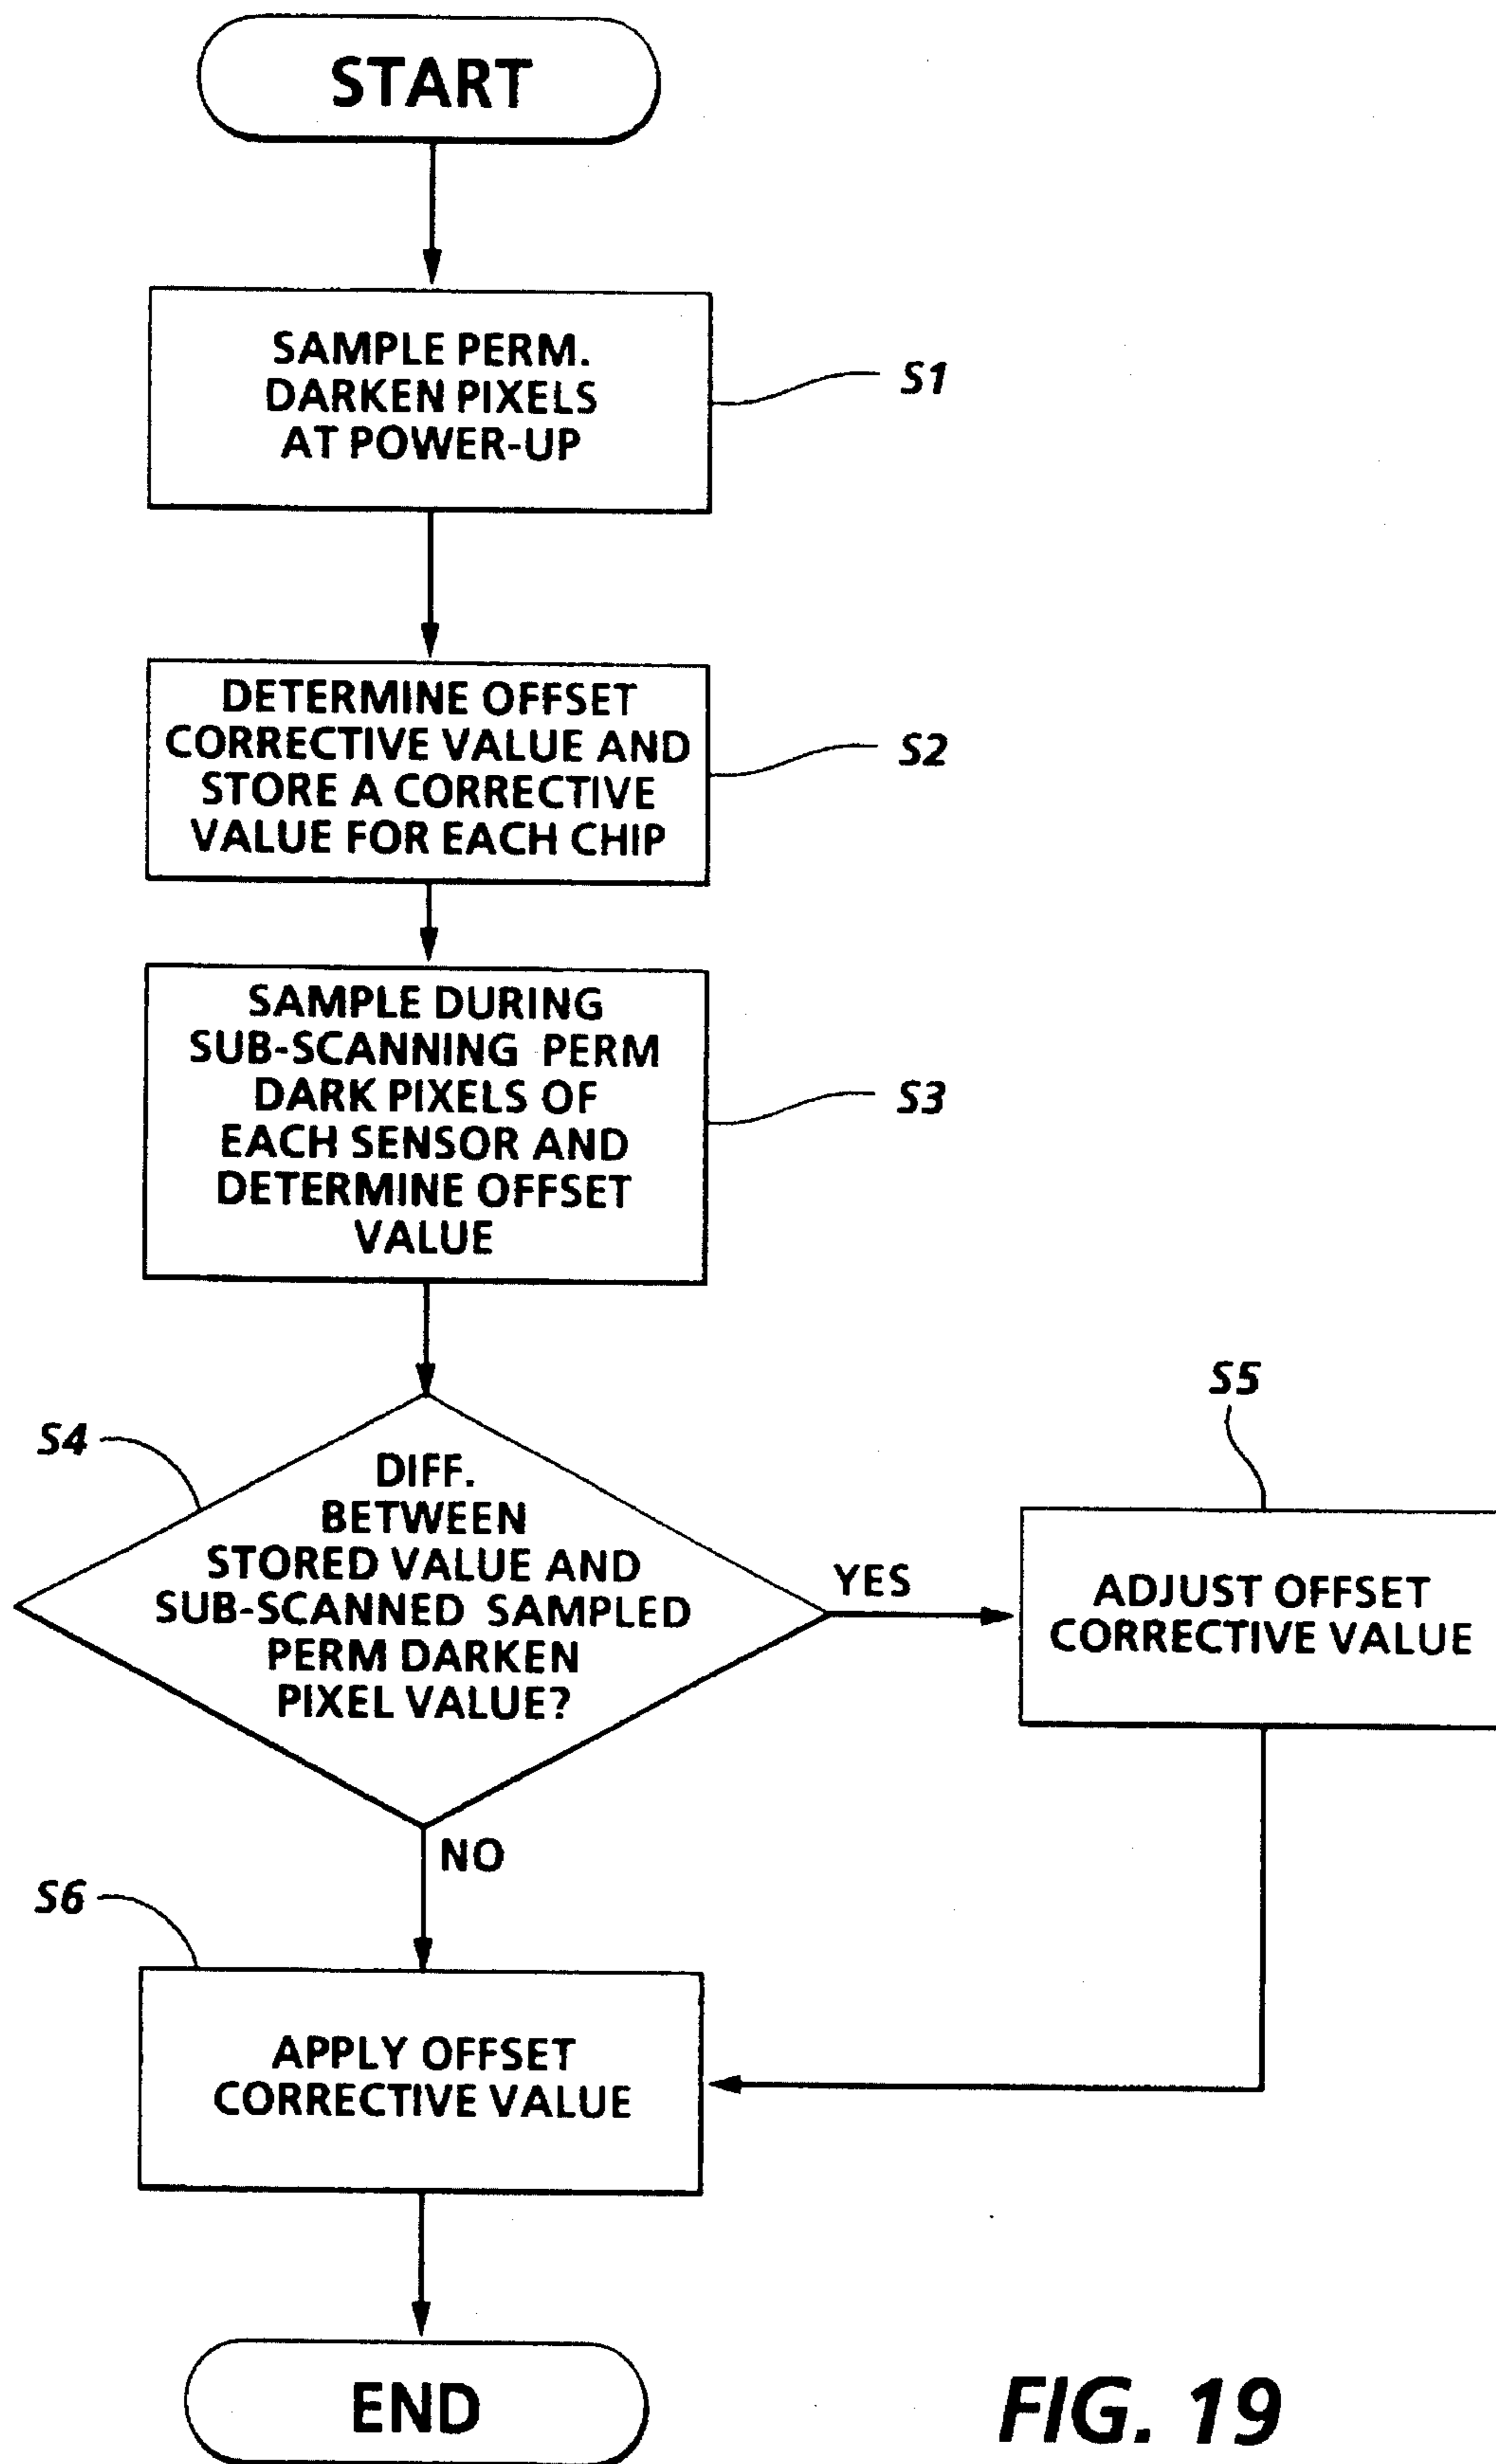 START
SAMPLE PERM.
DARKEN PIXELS
AT POWER-UP
S1
DETERMINE OFFSET
CORRECTIVE VALUE AND
STORE A CORRECTIVE
VALUE FOR EACH CHIP
S2
SAMPLE DURING
SUB-SCANNING PERM
DARK PIXELS OF
EACH SENSOR AND
DETERMINE OFFSET
VALUE
S3
S4
DIFF.
BETWEEN
STORED VALUE AND
SUB-SCANNED SAMPLED
PERM DARKEN
PIXEL VALUE?
YES
S5
ADJUST OFFSET
CORRECTIVE VALUE
NO
S6
APPLY OFFSET
CORRECTIVE VALUE
END
FIG. 19